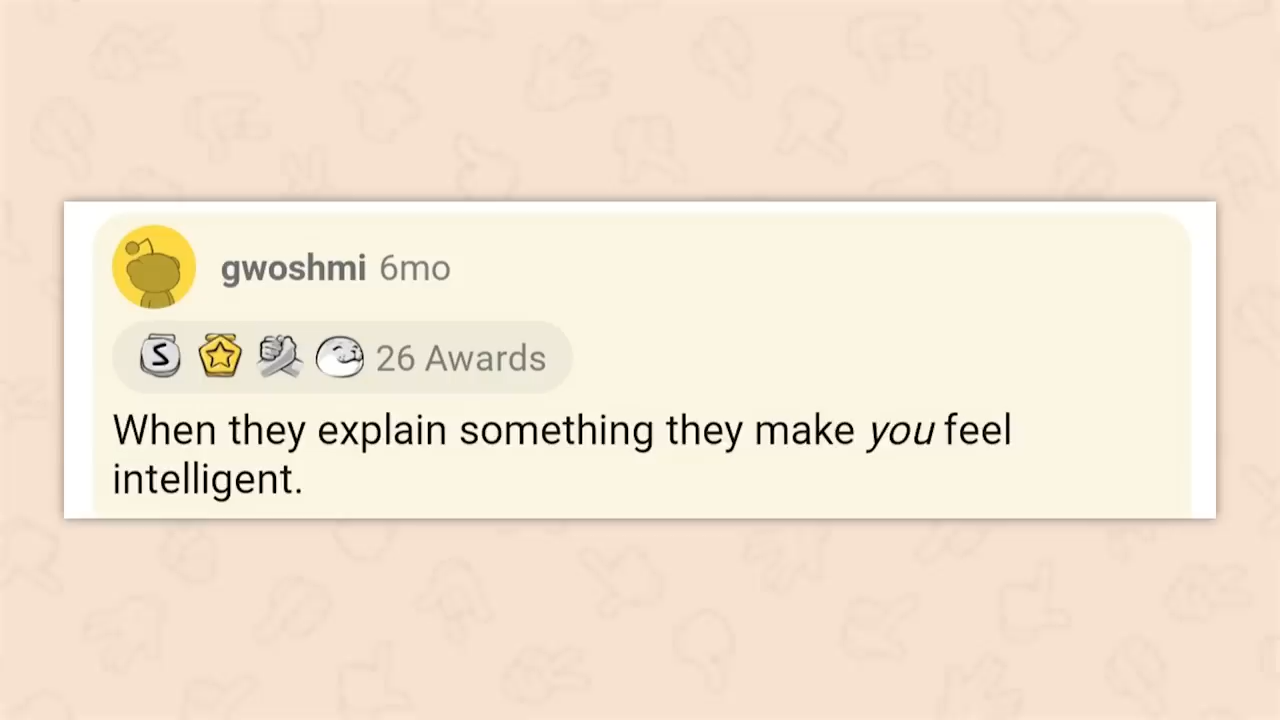 gwoshmi 6mo
S 26 Awards
When they explain something they make you feel
intelligent.